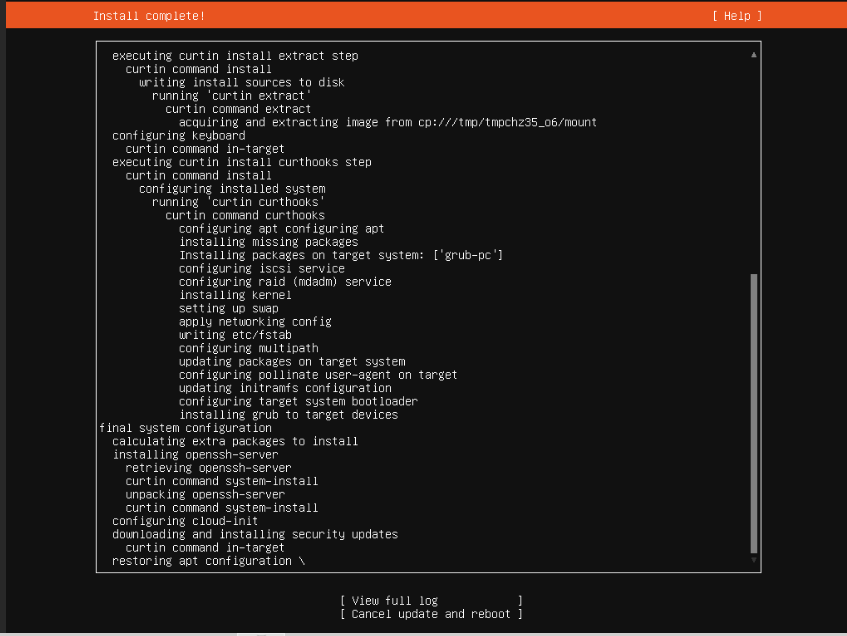 Install complete! [ Help ]
executing curtin install extract step
curtin command install
writing install sources to disk
running 'curtin extract'
curtin command extract
acquiring and extracting image from cp:///tmp/tmpchz35_o6/mount
configuring keyboard
curtin command in-target
executing curtin install curthooks step
curtin command install
configuring installed system
running 'curtin curthooks'
curtin command curthooks
configuring apt configuring apt
installing missing packages
Installing packages on target system: ['grub-pc']
configuring iscsi service
configuring raid (mdadm) service
installing kernel
setting up swap
apply networking config
writing etc/fstab
configuring multipath
updating packages on target system
configuring pollinate user-agent on target
updating initramfs configuration
configuring target system bootloader
installing grub to target devices
final system configuration
calculating extra packages to install
installing openssh-server
retrieving openssh-server
curtin command system-install
unpacking openssh-server
curtin command system-install
configuring cloud-init
downloading and installing security updates
curtin command in-target
restoring apt configuration \
[ View full log ]
[ Cancel update and reboot ]